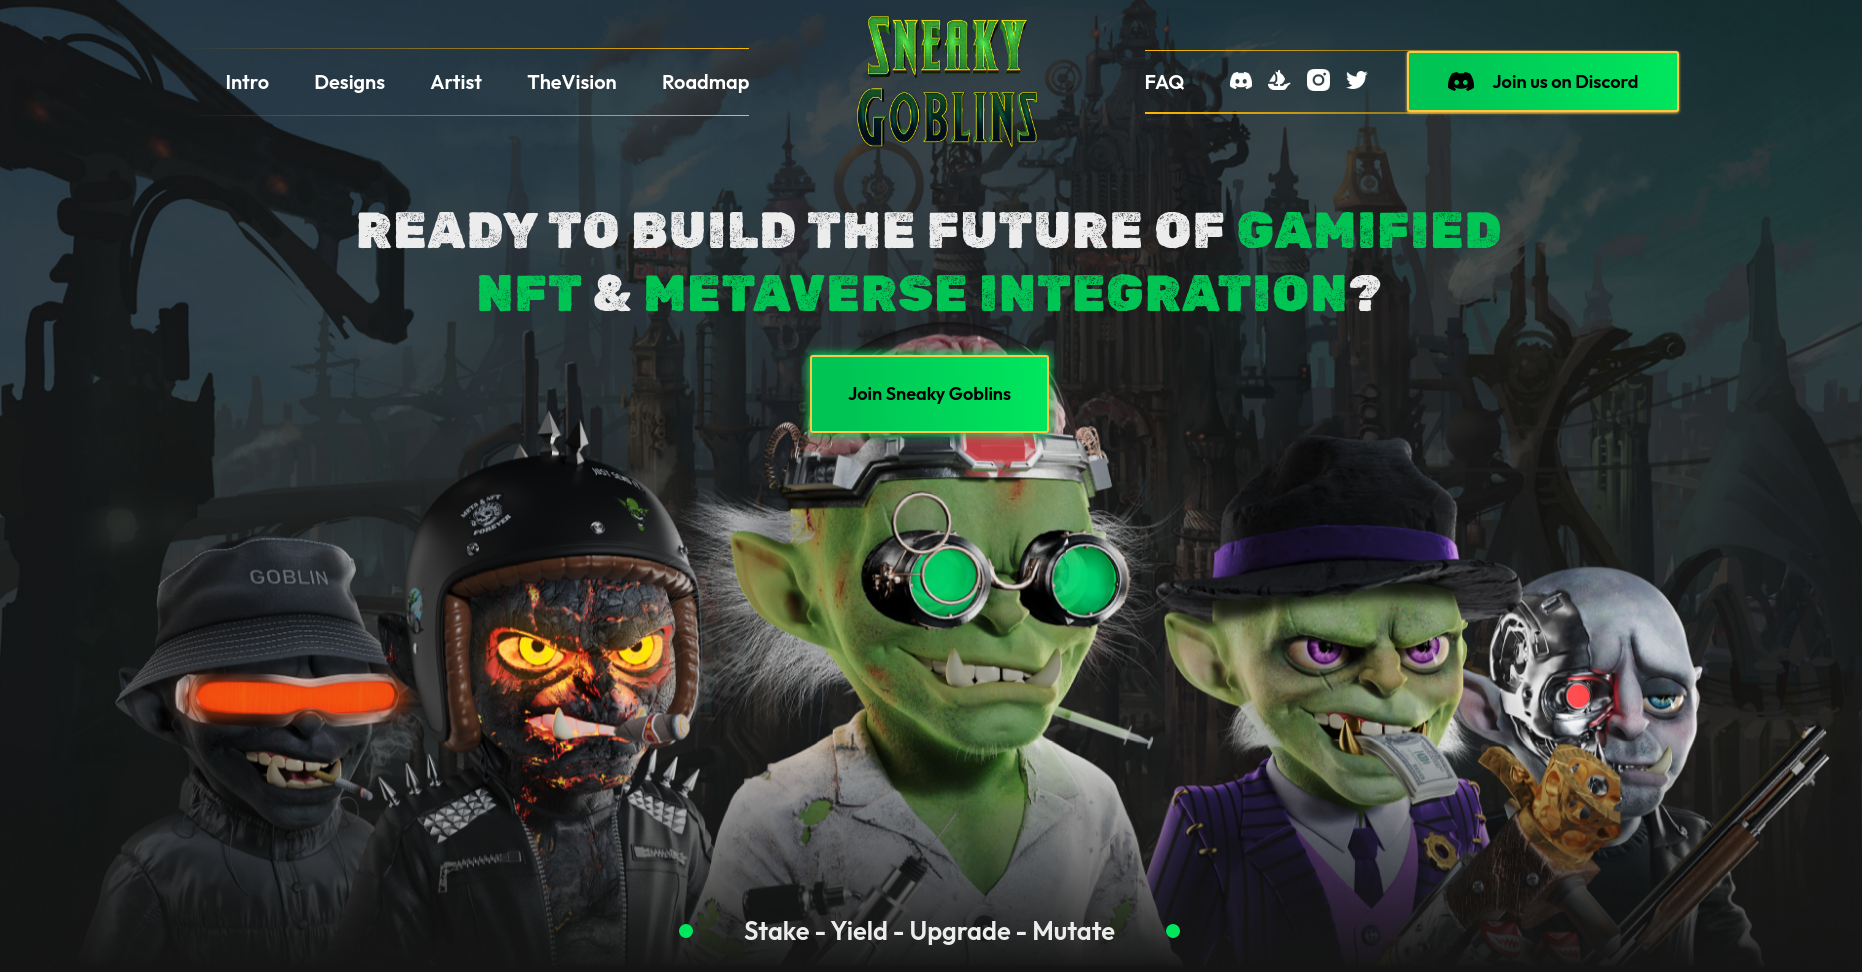 SNEAKY
GOBLINS
Intro Designs Artist TheVision Roadmap
FAQ
Join us on Discord
READY TO BUILD THE FUTURE OF GAMIFIED
NFT & METAVERSE INTEGRATION?
Join Sneaky Goblins
GOBLIN
FOREVER
Stake - Yield - Upgrade - Mutate